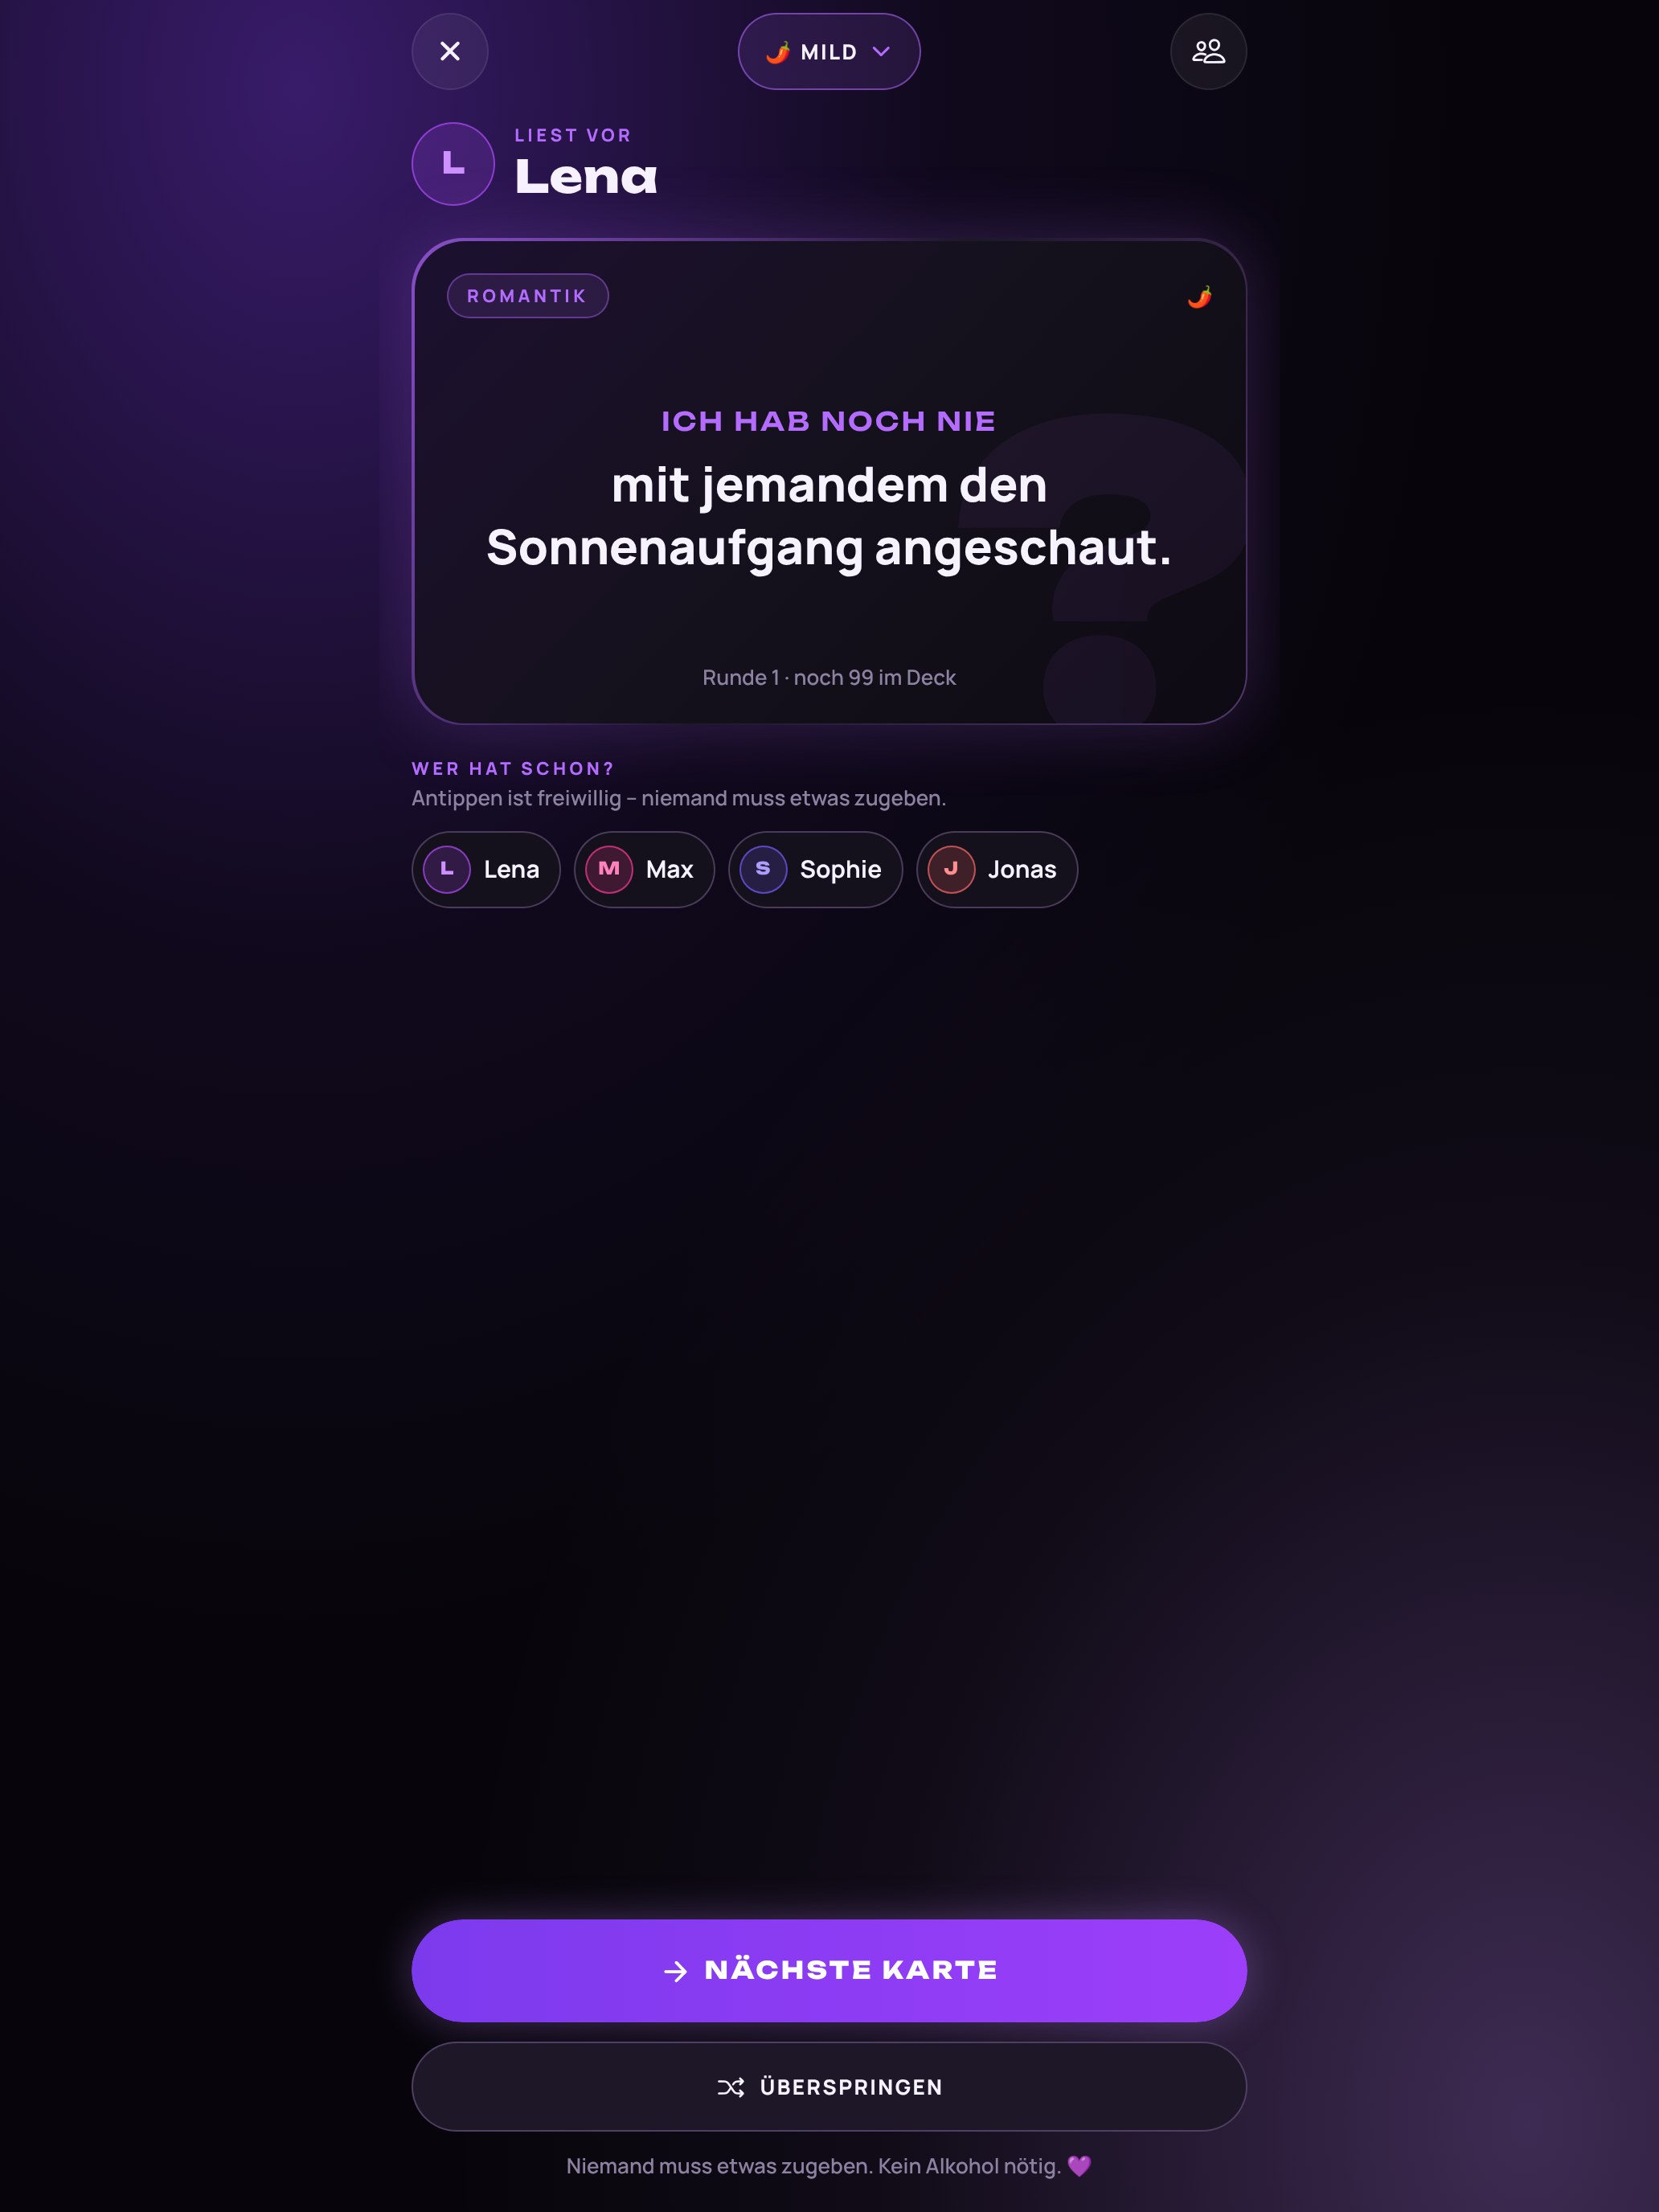 MILD
L
LIEST VOR
Lena
ROMANTIK
ICH HAB NOCH NIE
mit jemandem den
Sonnenaufgang angeschaut.
Runde 1 · noch 99 im Deck
WER HAT SCHON?
Antippen ist freiwillig – niemand muss etwas zugeben.
L Lena M Max S Sophie J Jonas
→ NÄCHSTE KARTE
ÜBERSPRINGEN
Niemand muss etwas zugeben. Kein Alkohol nötig. 💜